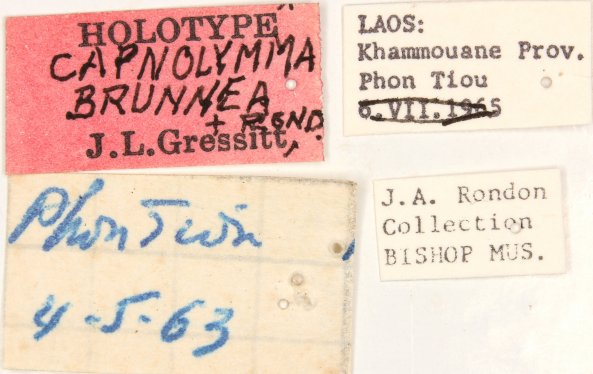 HOLOTYPE
CAPNOLYMMA
BRUNNEA
+ ROND.
J.L.Gressitt,
LAOS:
Khammouane Prov.
Phon Tiou
6.VII.1965
Phon Tiou
4-5-63
J.A. Rondon
Collection
BISHOP MUS.